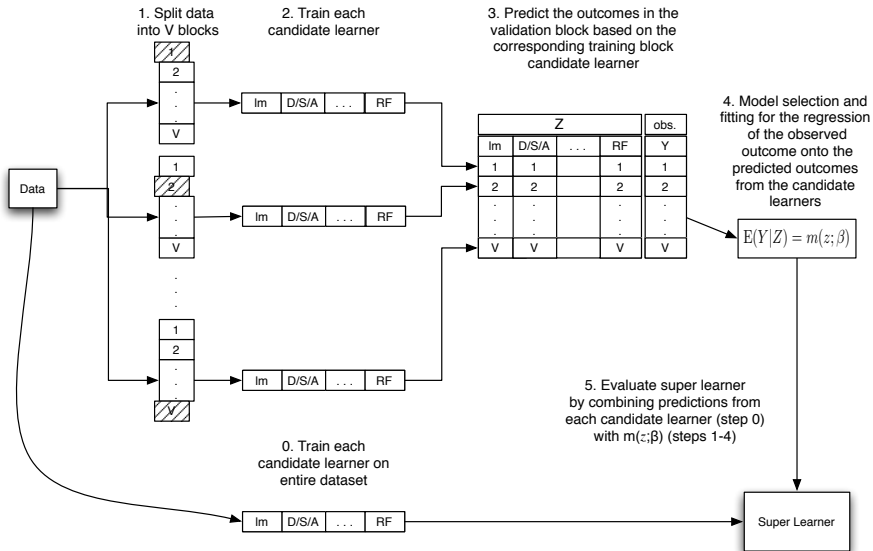 1. Split data
into V blocks
2. Train each
candidate learner
3. Predict the outcomes in the
validation block based on the
corresponding training block
candidate learner
4. Model selection and
fitting for the regression
of the observed
outcome onto the
predicted outcomes
from the candidate
learners
Data
1
2
.
.
.
V
lm D/S/A . . . RF
1
2
.
.
.
V
lm D/S/A . . . RF
.
.
.
1
2
.
.
.
V
lm D/S/A . . . RF
Z obs.
lm D/S/A . . . RF Y
1 1 1 1
2 2 2 2
. . . .
. . . .
. . . .
V V V V
E(Y|Z) = m(z;β)
5. Evaluate super learner
by combining predictions from
each candidate learner (step 0)
with m(z;β) (steps 1-4)
0. Train each
candidate learner on
entire dataset
lm D/S/A . . . RF
Super Learner